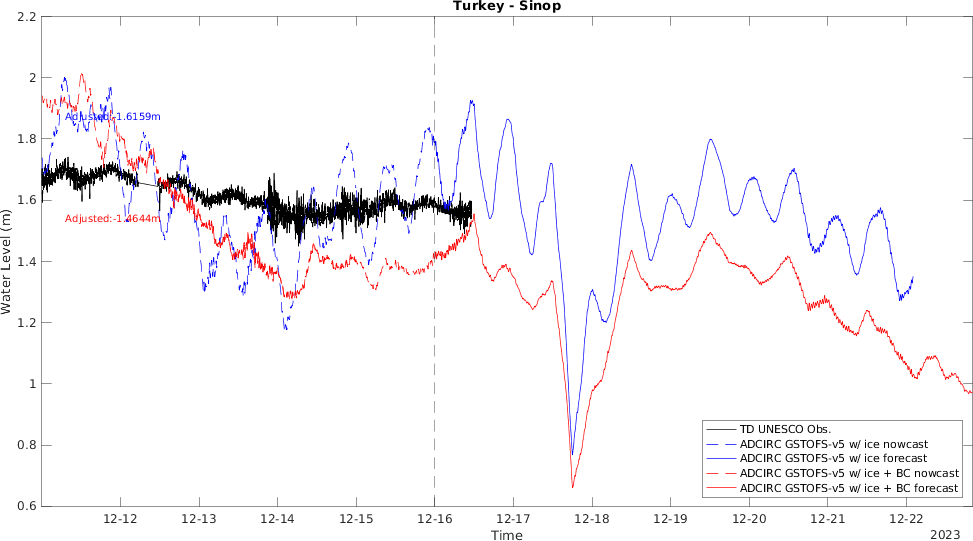 Turkey - Sinop
2.2
2
1.8
1.6
1.4
1.2
1
0.8
0.6
Water Level (m)
Adjusted:-1.6159m
Adjusted:-1.4644m
TD UNESCO Obs.
ADCIRC GSTOFS-v5 w/ ice nowcast
ADCIRC GSTOFS-v5 w/ ice forecast
ADCIRC GSTOFS-v5 w/ ice + BC nowcast
ADCIRC GSTOFS-v5 w/ ice + BC forecast
12-12 12-13 12-14 12-15 12-16 12-17 12-18 12-19 12-20 12-21 12-22
Time
2023